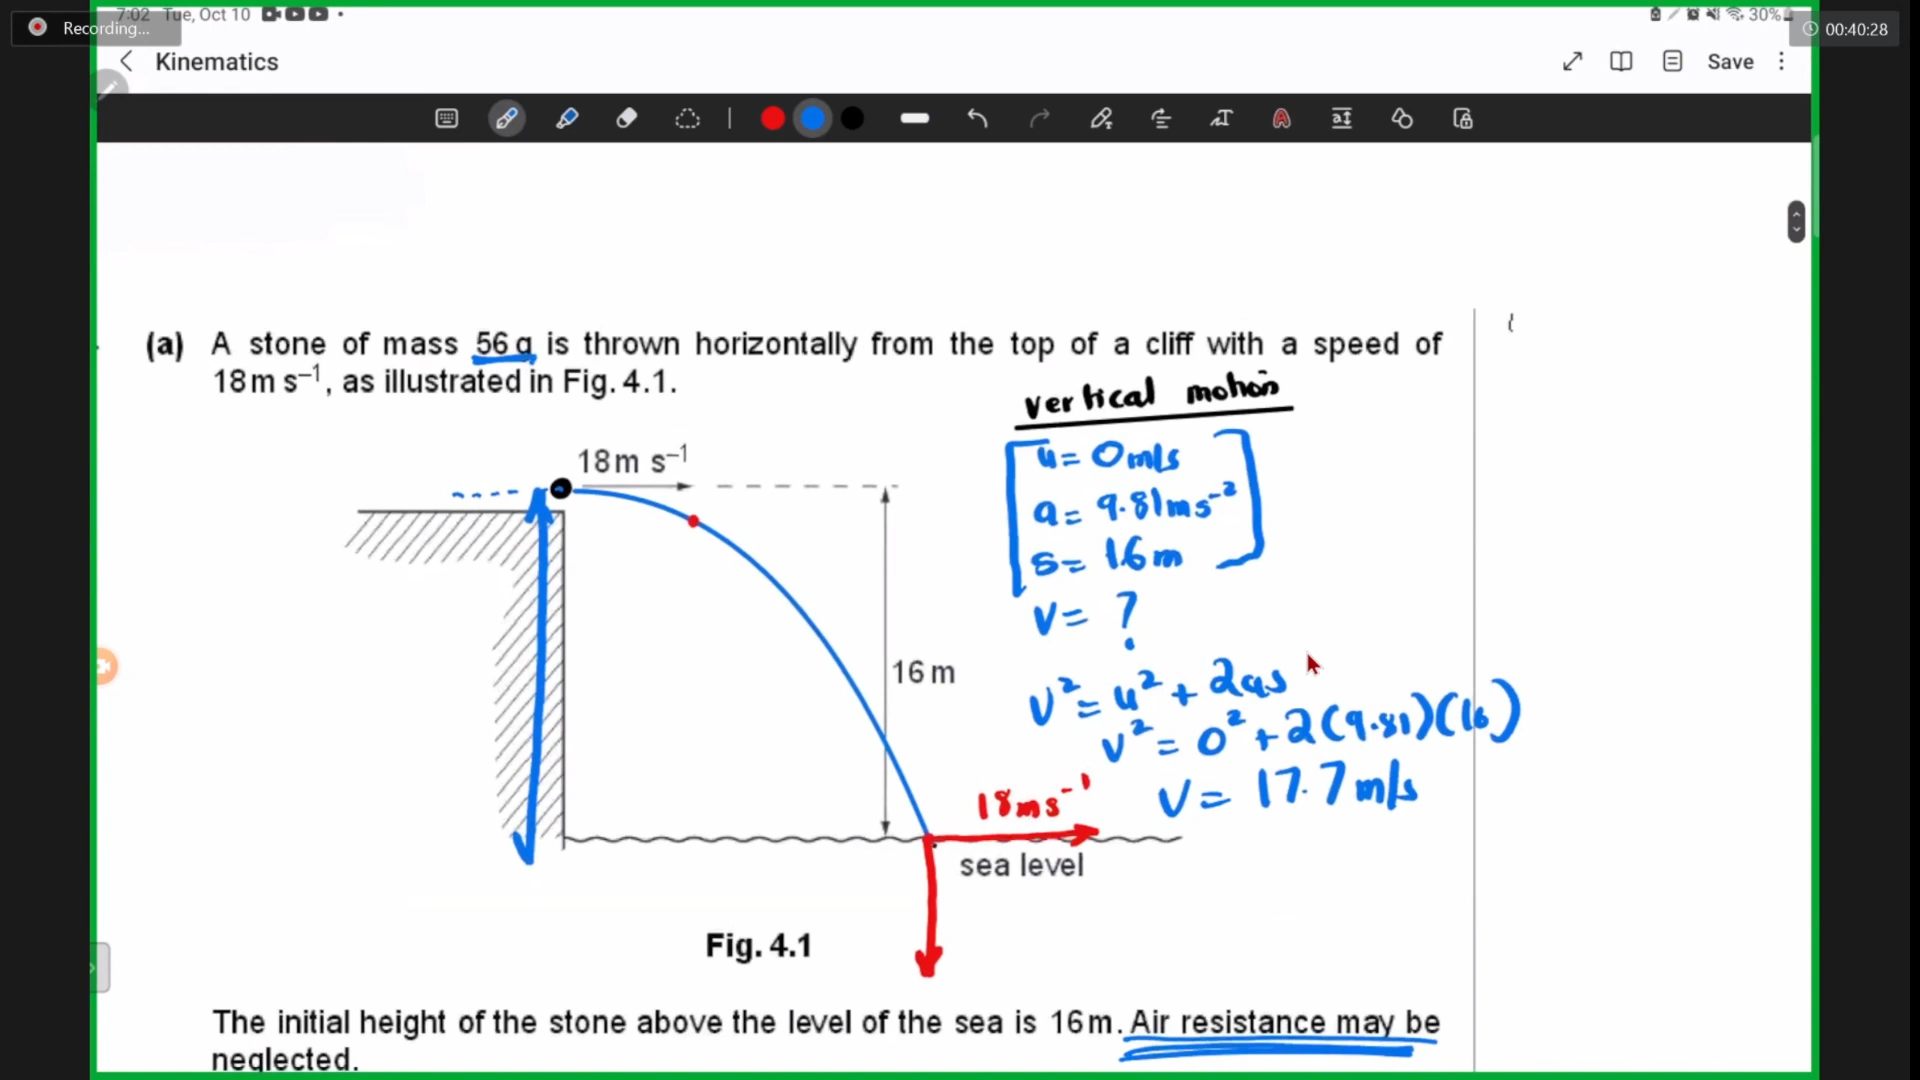 7:02 Tue, Oct 10
30%
Recording...
00:40:28
Kinematics
Save
(a) A stone of mass 56 g is thrown horizontally from the top of a cliff with a speed of
18 m s⁻¹, as illustrated in Fig. 4.1.
vertical motion
u = 0 m/s
a = 9.81 ms⁻²
s = 16 m
v = ?
v² = u² + 2as
v² = 0² + 2(9.81)(16)
v = 17.7 m/s
18 m s⁻¹
16 m
18 ms⁻¹
sea level
Fig. 4.1
The initial height of the stone above the level of the sea is 16 m. Air resistance may be
neglected.